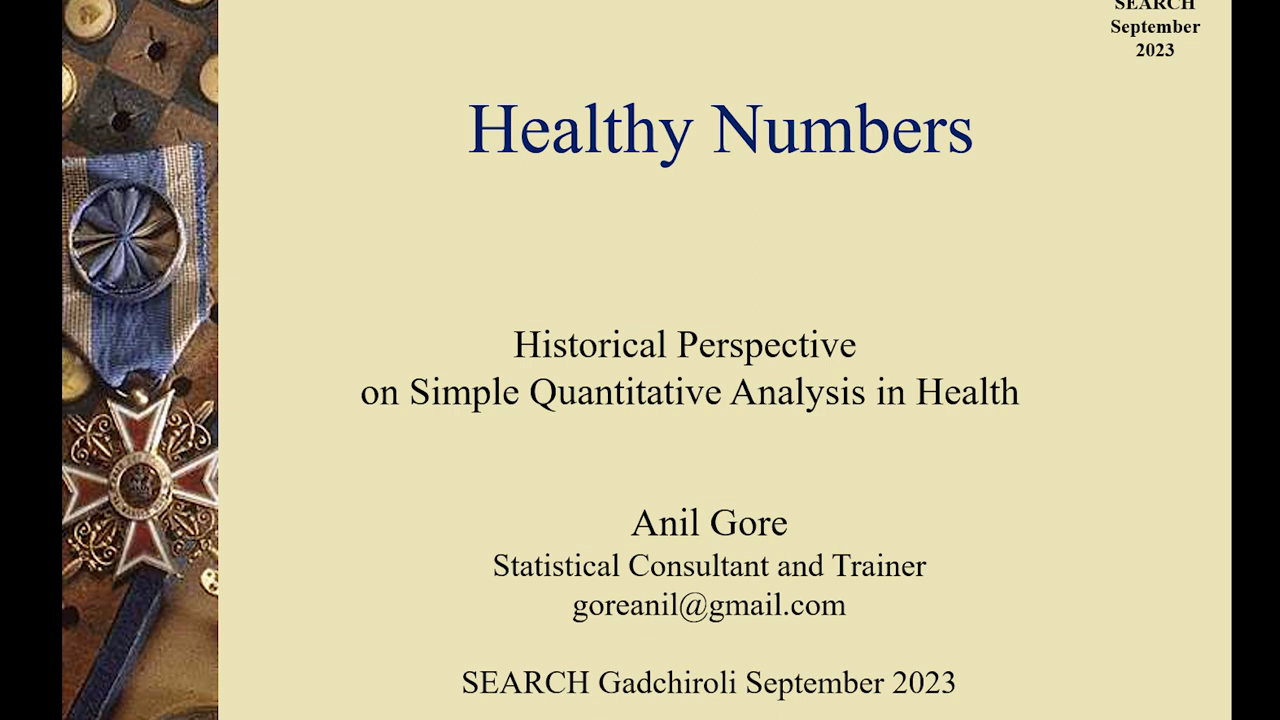 SEARCH
September
2023
Healthy Numbers
Historical Perspective
on Simple Quantitative Analysis in Health
Anil Gore
Statistical Consultant and Trainer
goreanil@gmail.com
SEARCH Gadchiroli September 2023